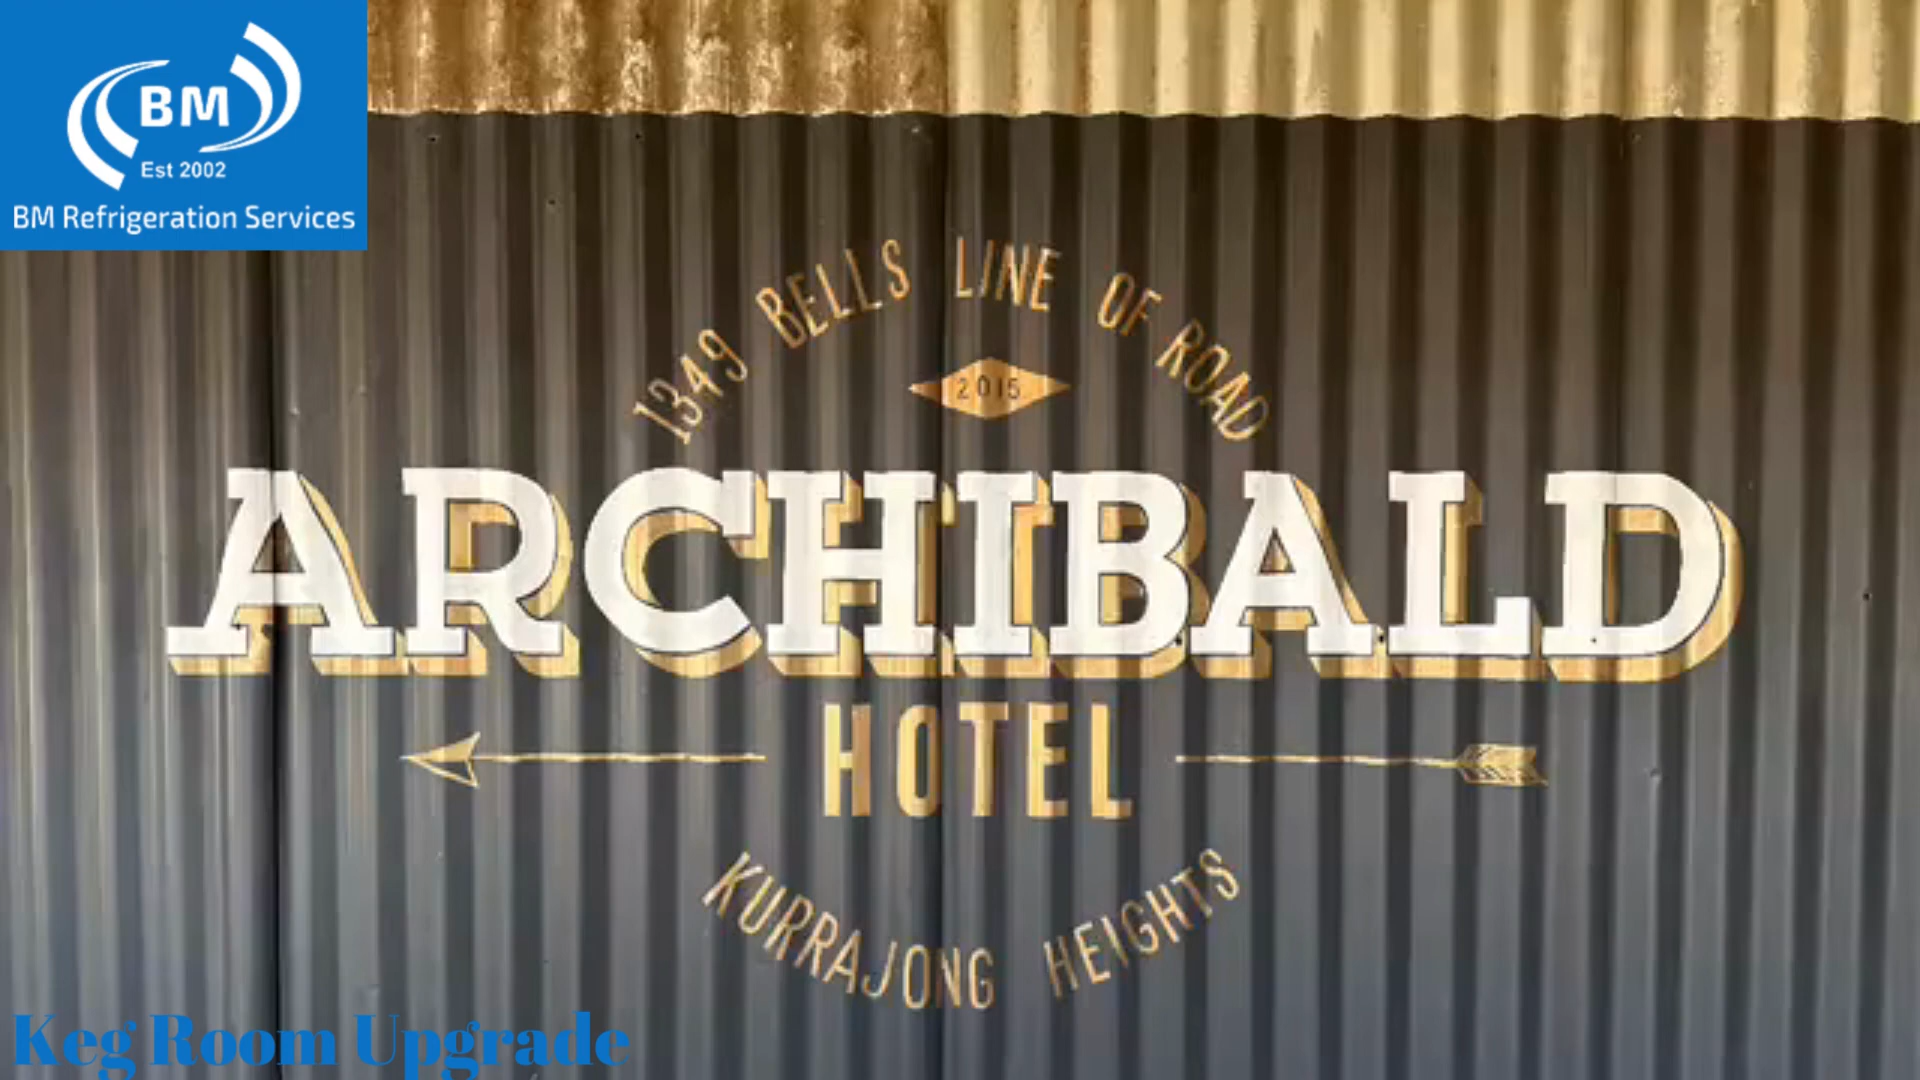 BM
Est 2002
BM Refrigeration Services
1349 BELLS LINE OF ROAD
2015
ARCHIBALD
HOTEL
KURRAJONG HEIGHTS
Keg Room Upgrade